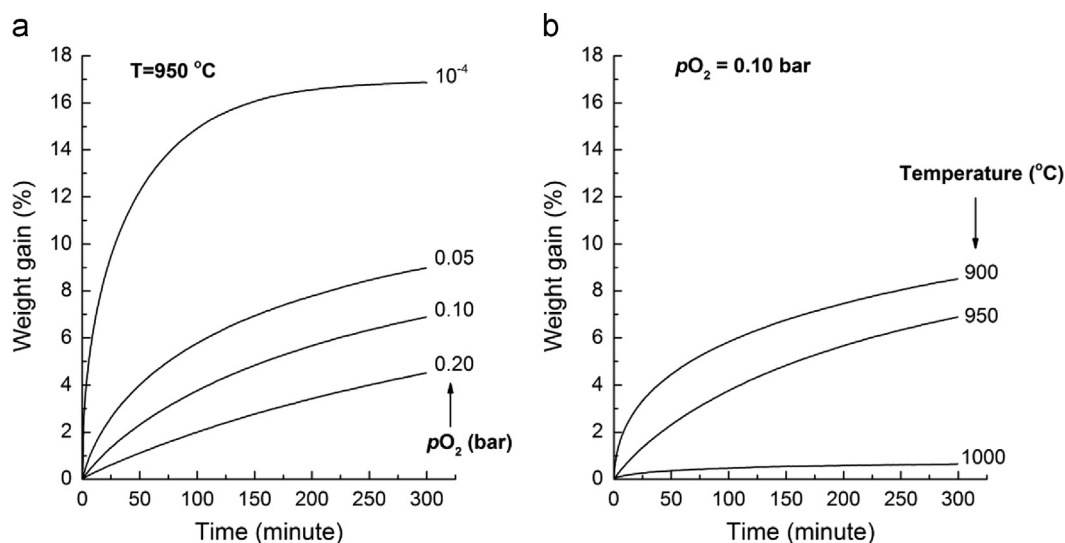 a
T=950 °C
18
16
14
12
10
8
6
4
2
0
Weight gain (%)
0 50 100 150 200 250 300
Time (minute)
10⁻⁴
0.05
0.10
0.20
pO₂ (bar)
b
pO₂ = 0.10 bar
18
16
14
12
10
8
6
4
2
0
Weight gain (%)
0 50 100 150 200 250 300
Time (minute)
Temperature (°C)
900
950
1000